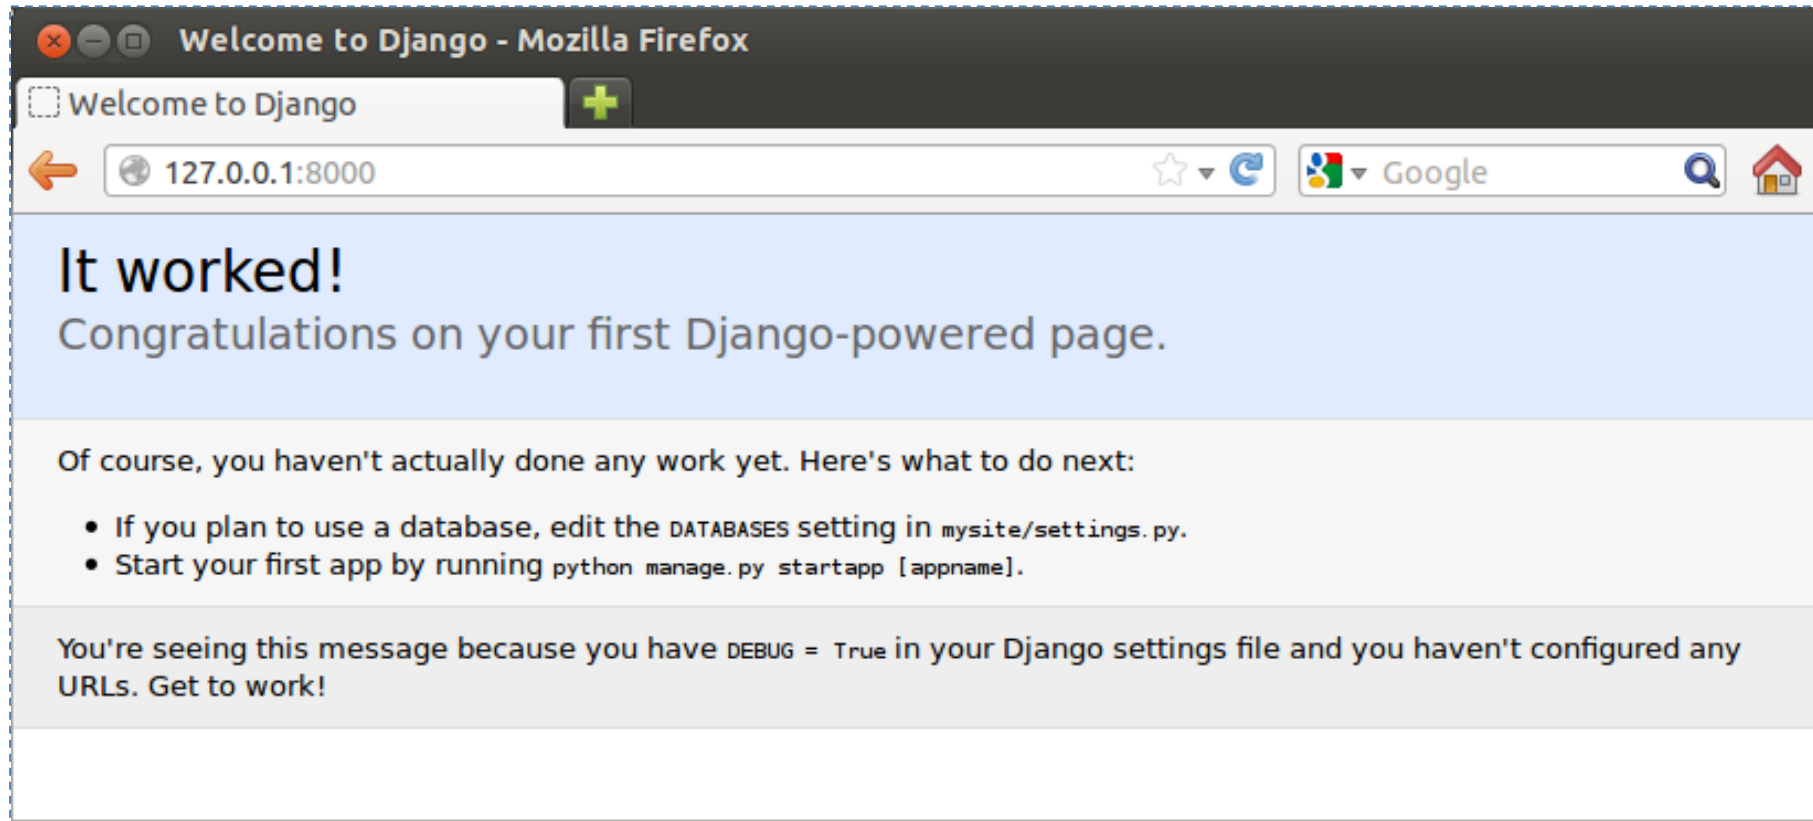 Welcome to Django - Mozilla Firefox
Welcome to Django
127.0.0.1:8000
Google
It worked!
Congratulations on your first Django-powered page.
Of course, you haven't actually done any work yet. Here's what to do next:
• If you plan to use a database, edit the DATABASES setting in mysite/settings.py.
• Start your first app by running python manage.py startapp [appname].
You're seeing this message because you have DEBUG = True in your Django settings file and you haven't configured any
URLs. Get to work!